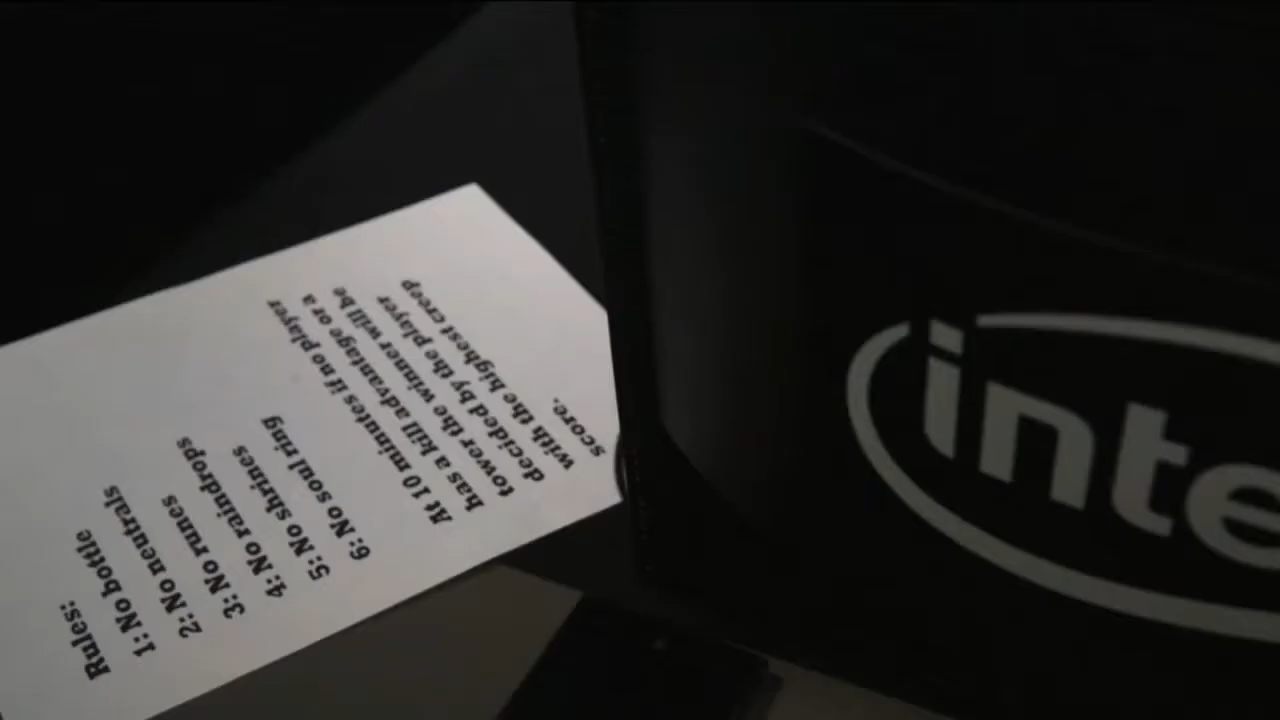 Rules:
1: No bottle
2: No neutrals
3: No runes
4: No raindrops
5: No shrines
6: No soul ring
At 10 minutes if no player
has a kill advantage or a
tower the winner will be
decided by the player
with the highest creep
score.
inte